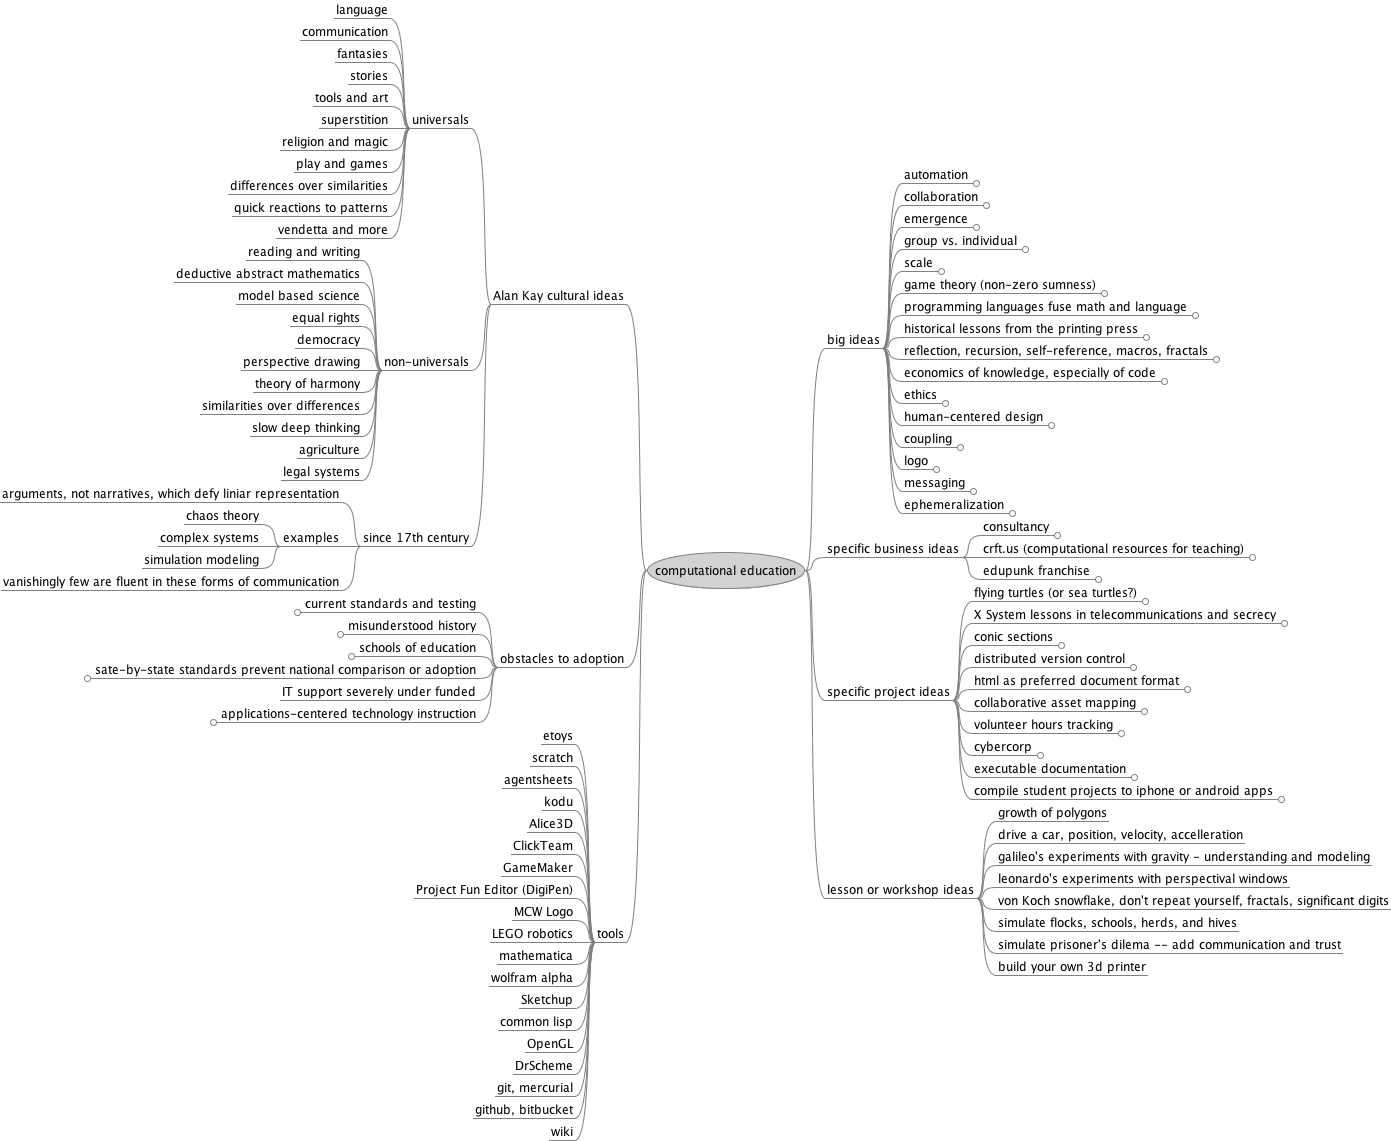 language
communication
fantasies
stories
tools and art
superstition
religion and magic
play and games
differences over similarities
quick reactions to patterns
vendetta and more
universals
reading and writing
deductive abstract mathematics
model based science
equal rights
democracy
perspective drawing
theory of harmony
similarities over differences
slow deep thinking
agriculture
legal systems
non-universals
arguments, not narratives, which defy liniar representation
chaos theory
complex systems
simulation modeling
examples
vanishingly few are fluent in these forms of communication
since 17th century
Alan Kay cultural ideas
current standards and testing
misunderstood history
schools of education
sate-by-state standards prevent national comparison or adoption
IT support severely under funded
applications-centered technology instruction
obstacles to adoption
etoys
scratch
agentsheets
kodu
Alice3D
ClickTeam
GameMaker
Project Fun Editor (DigiPen)
MCW Logo
LEGO robotics
mathematica
wolfram alpha
Sketchup
common lisp
OpenGL
DrScheme
git, mercurial
github, bitbucket
wiki
tools
computational education
big ideas
automation
collaboration
emergence
group vs. individual
scale
game theory (non-zero sumness)
programming languages fuse math and language
historical lessons from the printing press
reflection, recursion, self-reference, macros, fractals
economics of knowledge, especially of code
ethics
human-centered design
coupling
logo
messaging
ephemeralization
specific business ideas
consultancy
crft.us (computational resources for teaching)
edupunk franchise
specific project ideas
flying turtles (or sea turtles?)
X System lessons in telecommunications and secrecy
conic sections
distributed version control
html as preferred document format
collaborative asset mapping
volunteer hours tracking
cybercorp
executable documentation
compile student projects to iphone or android apps
lesson or workshop ideas
growth of polygons
drive a car, position, velocity, accelleration
galileo's experiments with gravity - understanding and modeling
leonardo's experiments with perspectival windows
von Koch snowflake, don't repeat yourself, fractals, significant digits
simulate flocks, schools, herds, and hives
simulate prisoner's dilema -- add communication and trust
build your own 3d printer